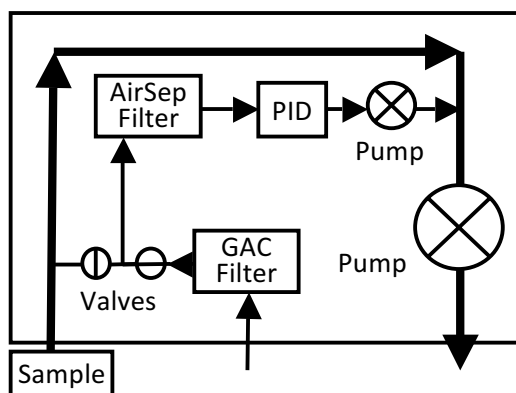 AirSep
Filter
PID
Pump
GAC
Filter
Pump
Valves
Sample